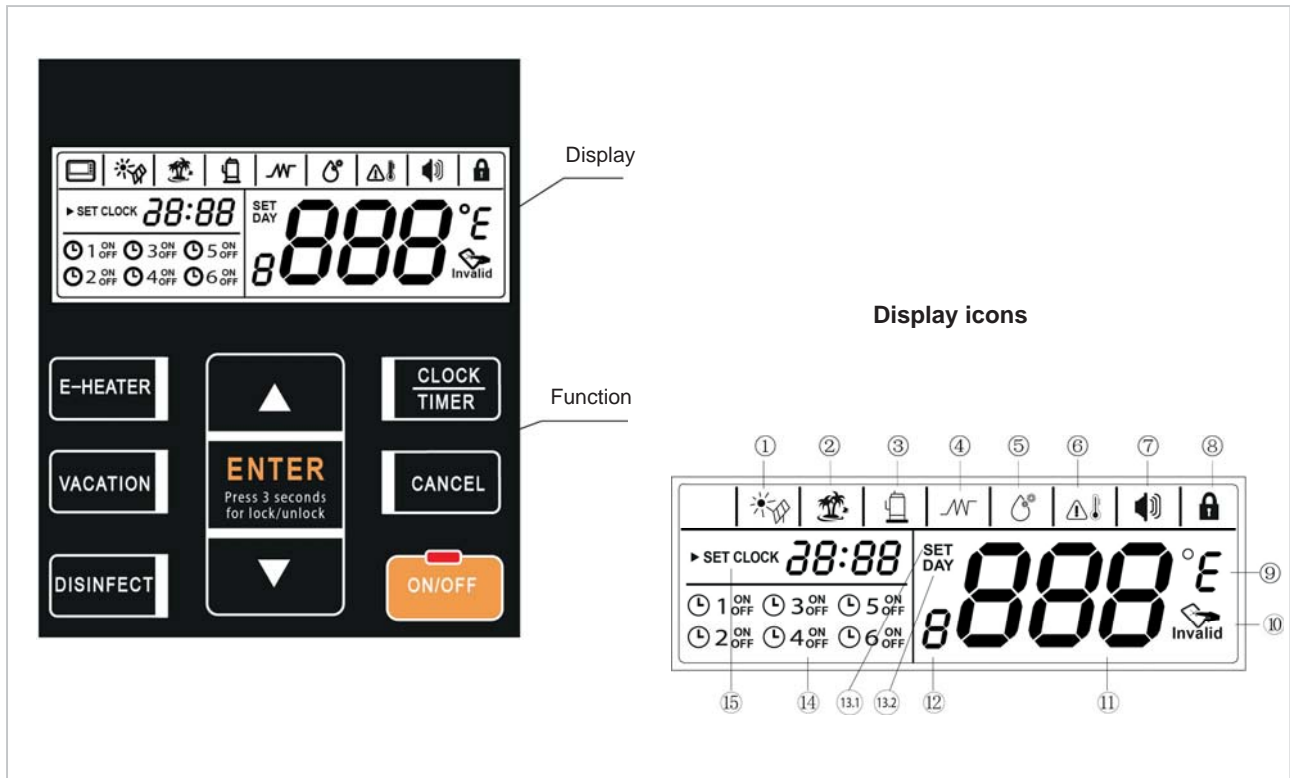 SET CLOCK 38:88
SET
DAY
888 °E
1 ON OFF 3 ON OFF 5 ON OFF
2 ON OFF 4 ON OFF 6 ON OFF
8
Invalid
Display
E-HEATER
CLOCK
TIMER
Function
VACATION
ENTER
Press 3 seconds
for lock/unlock
CANCEL
DISINFECT
ON/OFF
Display icons
① ② ③ ④ ⑤ ⑥ ⑦ ⑧
SET CLOCK 38:88
SET
DAY
888 °E
⑨
1 ON OFF 3 ON OFF 5 ON OFF
2 ON OFF 4 ON OFF 6 ON OFF
8
Invalid
⑩
⑮ ⑭ 13.1 13.2 ⑫ ⑪